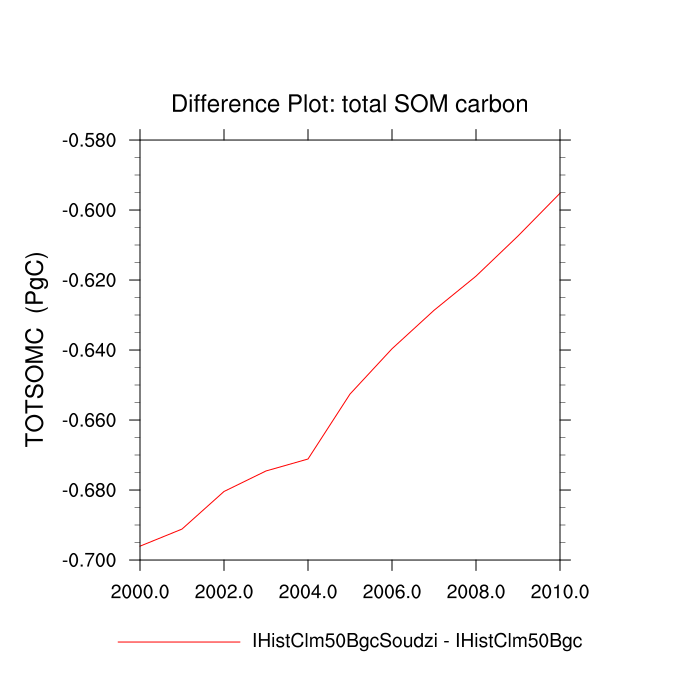 Difference Plot: total SOM carbon
-0.580
-0.600
-0.620
-0.640
-0.660
-0.680
-0.700
TOTSOMC (PgC)
2000.0 2002.0 2004.0 2006.0 2008.0 2010.0
IHistClm50BgcSoudzi - IHistClm50Bgc